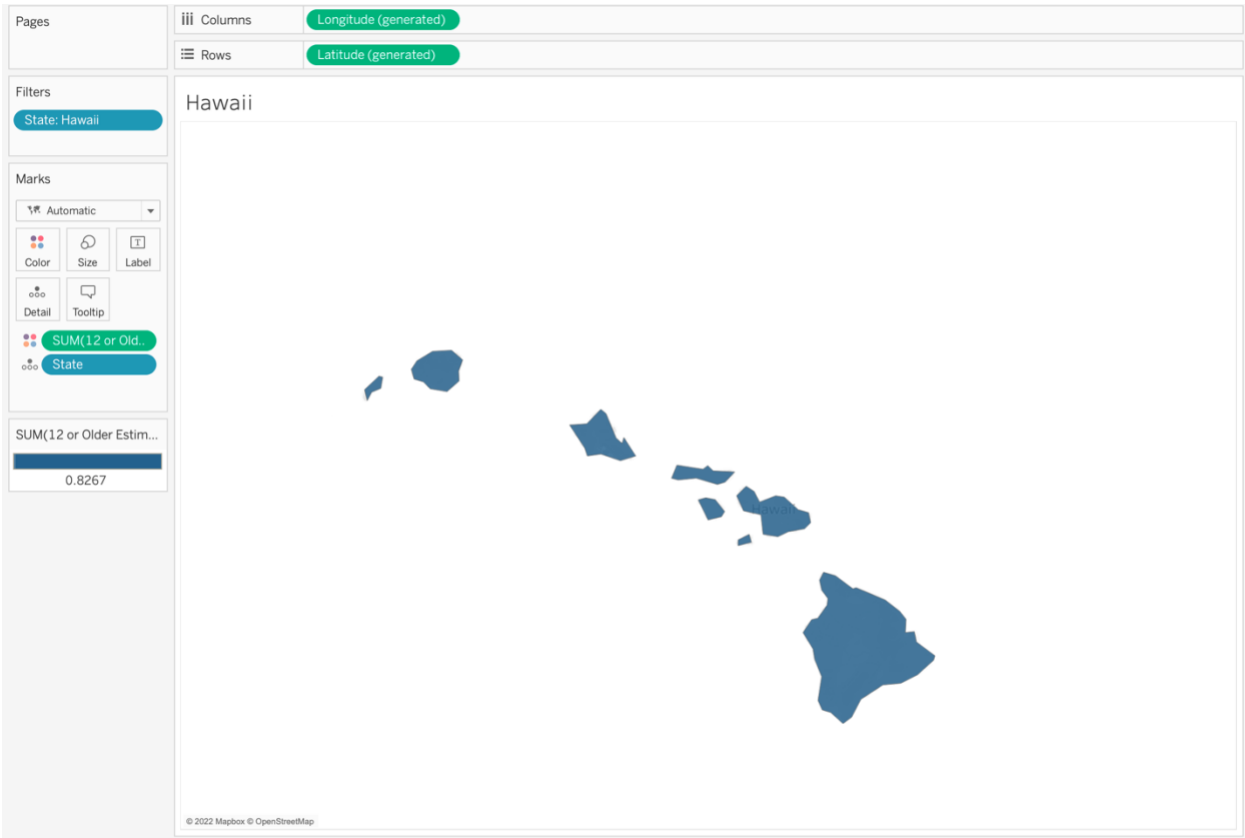 Pages
Columns Longitude (generated)
Rows Latitude (generated)
Filters
State: Hawaii
Marks
Automatic
Color Size Label
Detail Tooltip
SUM(12 or Old..
State
SUM(12 or Older Estim...
0.8267
Hawaii
Hawaii
© 2022 Mapbox © OpenStreetMap